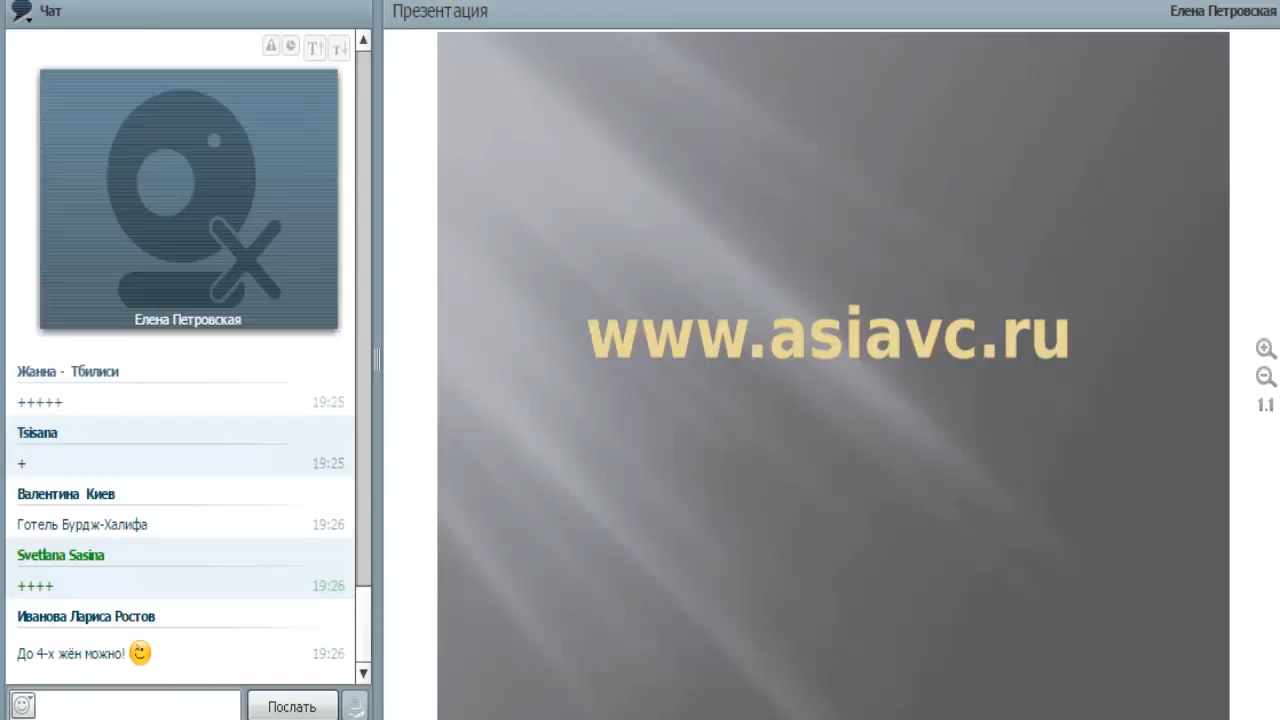 Чат
Презентация
Елена Петровская
T↑
T↓
Елена Петровская
Жанна - Тбилиси
+++++
19:25
Tsisana
+
19:25
Валентина Киев
Готель Бурдж-Халифа
19:26
Svetlana Sasina
++++
19:26
Иванова Лариса Ростов
До 4-х жён можно!
19:26
Послать
www.asiavc.ru
1.1